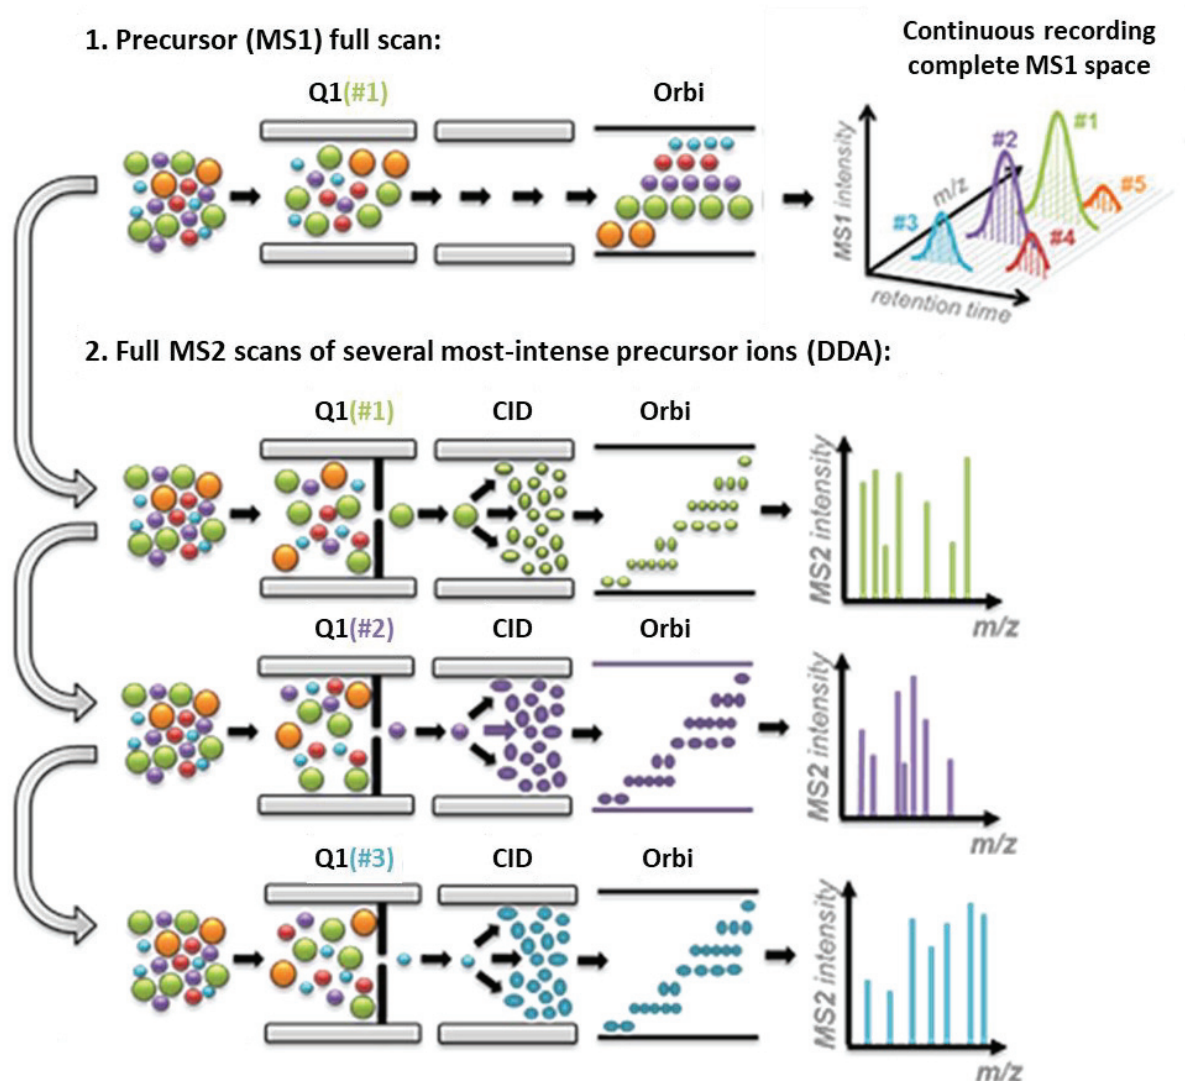 1. Precursor (MS1) full scan:
Continuous recording
complete MS1 space
Q1(#1)
Orbi
MS1 intensity
m/z
#1
#2
#3
#4
#5
retention time
2. Full MS2 scans of several most-intense precursor ions (DDA):
Q1(#1)
CID
Orbi
MS2 intensity
m/z
Q1(#2)
CID
Orbi
MS2 intensity
m/z
Q1(#3)
CID
Orbi
MS2 intensity
m/z